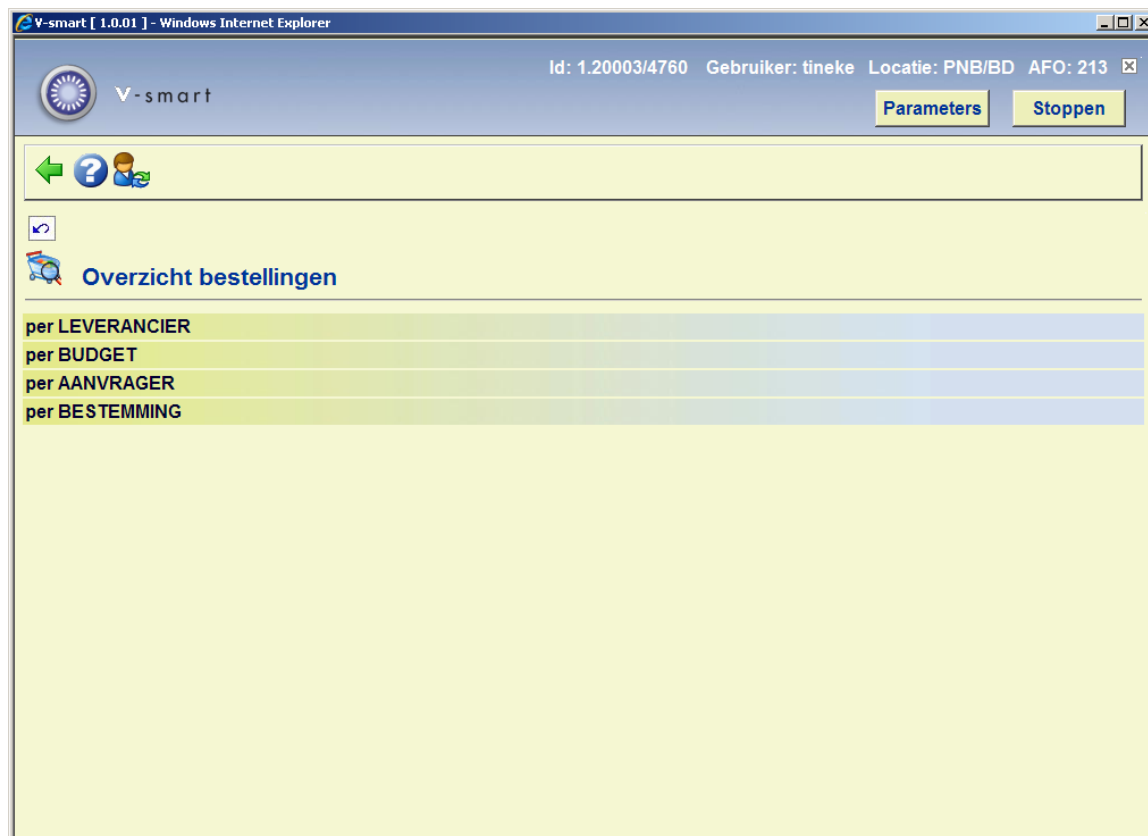 V-smart [ 1.0.01 ] - Windows Internet Explorer
Id: 1.20003/4760 Gebruiker: tineke Locatie: PNB/BD AFO: 213
V-smart
Parameters Stoppen
Overzicht bestellingen
per LEVERANCIER
per BUDGET
per AANVRAGER
per BESTEMMING